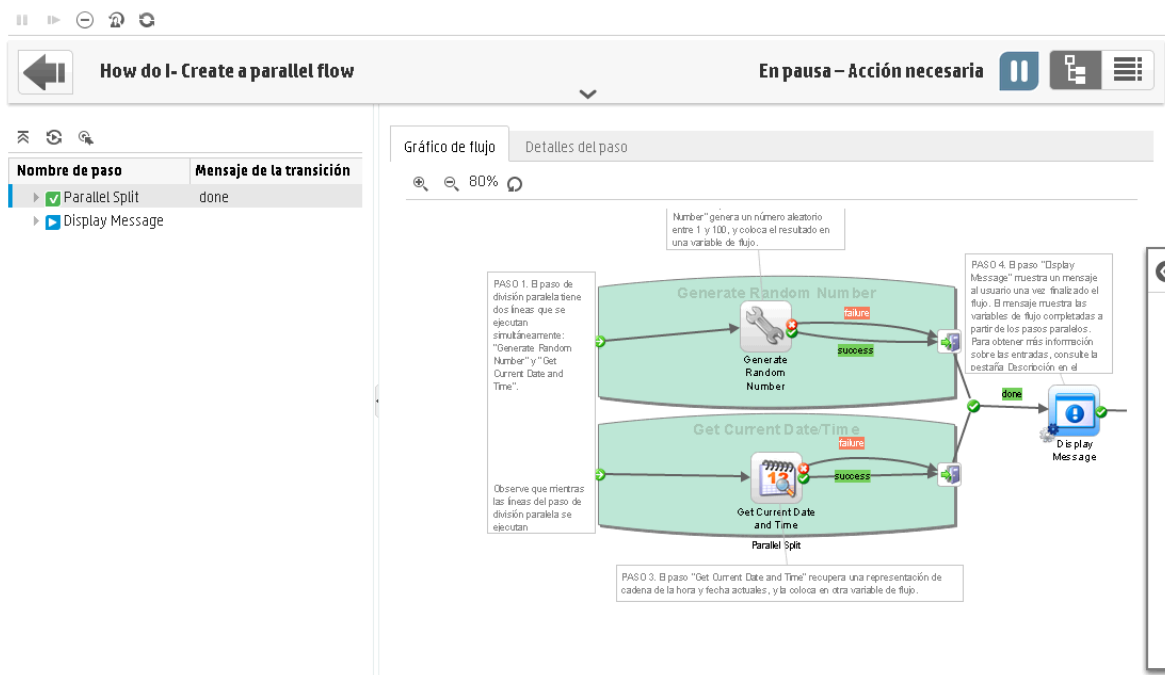 How do I- Create a parallel flow
En pausa – Acción necesaria
Nombre de paso
Mensaje de la transición
Parallel Split
done
Display Message
Gráfico de flujo
Detalles del paso
80%
Number" genera un número aleatorio
entre 1 y 100, y coloca el resultado en
una variable de flujo.
PASO 1. El paso de
división paralela tiene
dos líneas que se
ejecutan
simultáneamente:
"Generate Random
Number" y "Get
Current Date and
Time".
Observe que mientras
las líneas del paso de
división paralela se
ejecutan
Generate Random Number
failure
success
Generate
Random
Number
Get Current Date/Time
failure
success
12
Get Current Date
and Time
Parallel Split
PASO 4. El paso "Display
Message" muestra un mensaje
al usuario una vez finalizado el
flujo. El mensaje muestra las
variables de flujo completadas a
partir de los pasos paralelos.
Para obtener más información
sobre las entradas, consulte la
pestaña Descripción en el
done
Display
Message
PASO 3. El paso "Get Current Date and Time" recupera una representación de
cadena de la hora y fecha actuales, y la coloca en otra variable de flujo.